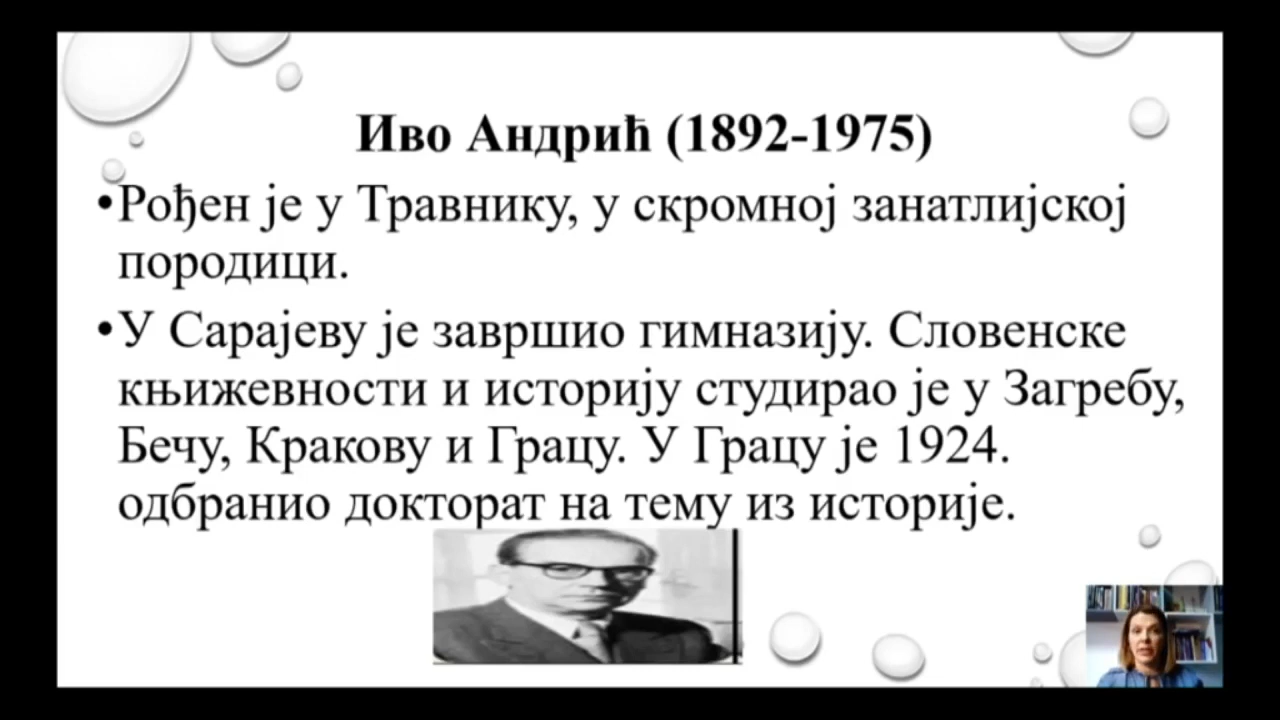 Иво Андрић (1892-1975)
•Рођен је у Травнику, у скромној занатлијској
породици.
•У Сарајеву је завршио гимназију. Словенске
књижевности и историју студирао је у Загребу,
Бечу, Кракову и Грацу. У Грацу је 1924.
одбранио докторат на тему из историје.